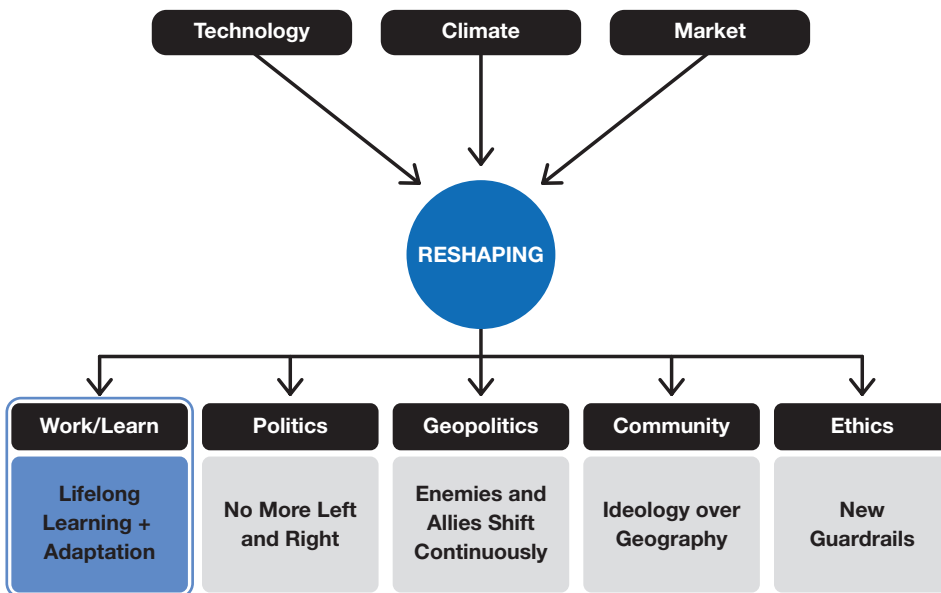 Technology
Climate
Market
RESHAPING
Work/Learn
Politics
Geopolitics
Community
Ethics
Lifelong
Learning +
Adaptation
No More Left
and Right
Enemies and
Allies Shift
Continuously
Ideology over
Geography
New
Guardrails